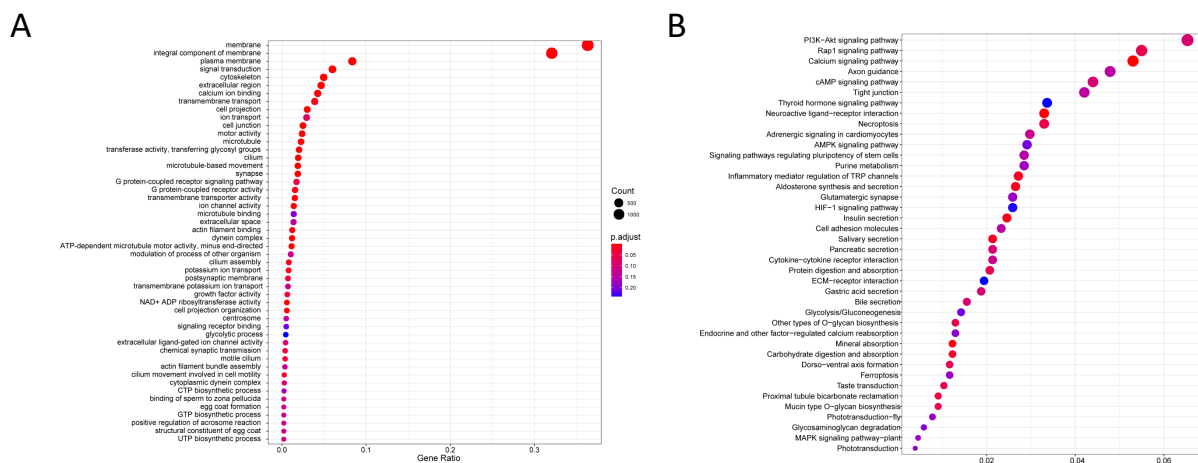 A
membrane
integral component of membrane
plasma membrane
signal transduction
cytoskeleton
extracellular region
calcium ion binding
transmembrane transport
cell projection
ion transport
cell junction
motor activity
microtubule
transferase activity, transferring glycosyl groups
cilium
microtubule-based movement
synapse
G protein-coupled receptor signaling pathway
G protein-coupled receptor activity
transmembrane transporter activity
ion channel activity
microtubule binding
extracellular space
actin filament binding
dynein complex
ATP-dependent microtubule motor activity, minus end-directed
modulation of process of other organism
cilium assembly
potassium ion transport
postsynaptic membrane
transmembrane potassium ion transport
growth factor activity
NAD+ ADP ribosyltransferase activity
cell projection organization
centrosome
signaling receptor binding
glycolytic process
extracellular ligand-gated ion channel activity
chemical synaptic transmission
motile cilium
actin filament bundle assembly
cilium movement involved in cell motility
cytoplasmic dynein complex
CTP biosynthetic process
binding of sperm to zona pellucida
egg coat formation
GTP biosynthetic process
positive regulation of acrosome reaction
structural constituent of egg coat
UTP biosynthetic process
0.0 0.1 0.2 0.3
Gene Ratio
Count
500
1000
p.adjust
0.05
0.10
0.15
0.20
B
PI3K-Akt signaling pathway
Rap1 signaling pathway
Calcium signaling pathway
Axon guidance
cAMP signaling pathway
Tight junction
Thyroid hormone signaling pathway
Neuroactive ligand-receptor interaction
Necroptosis
Adrenergic signaling in cardiomyocytes
AMPK signaling pathway
Signaling pathways regulating pluripotency of stem cells
Purine metabolism
Inflammatory mediator regulation of TRP channels
Aldosterone synthesis and secretion
Glutamatergic synapse
HIF-1 signaling pathway
Insulin secretion
Cell adhesion molecules
Salivary secretion
Pancreatic secretion
Cytokine-cytokine receptor interaction
Protein digestion and absorption
ECM-receptor interaction
Gastric acid secretion
Bile secretion
Glycolysis/Gluconeogenesis
Other types of O-glycan biosynthesis
Endocrine and other factor-regulated calcium reabsorption
Mineral absorption
Carbohydrate digestion and absorption
Dorso-ventral axis formation
Ferroptosis
Taste transduction
Proximal tubule bicarbonate reclamation
Mucin type O-glycan biosynthesis
Phototransduction-fly
Glycosaminoglycan degradation
MAPK signaling pathway-plant
Phototransduction
0.02 0.04 0.06